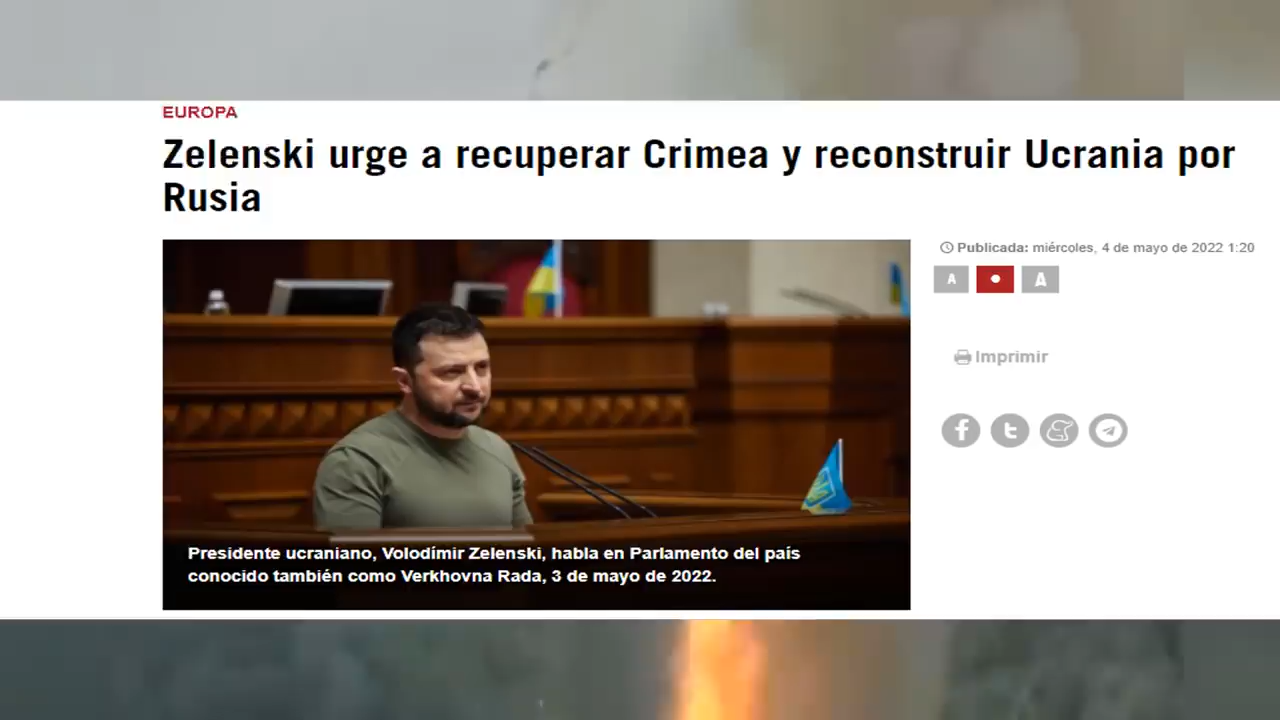 EUROPA
Zelenski urge a recuperar Crimea y reconstruir Ucrania por
Rusia
Publicada: miércoles, 4 de mayo de 2022 1:20
A
A
Imprimir
Presidente ucraniano, Volodímir Zelenski, habla en Parlamento del país
conocido también como Verkhovna Rada, 3 de mayo de 2022.